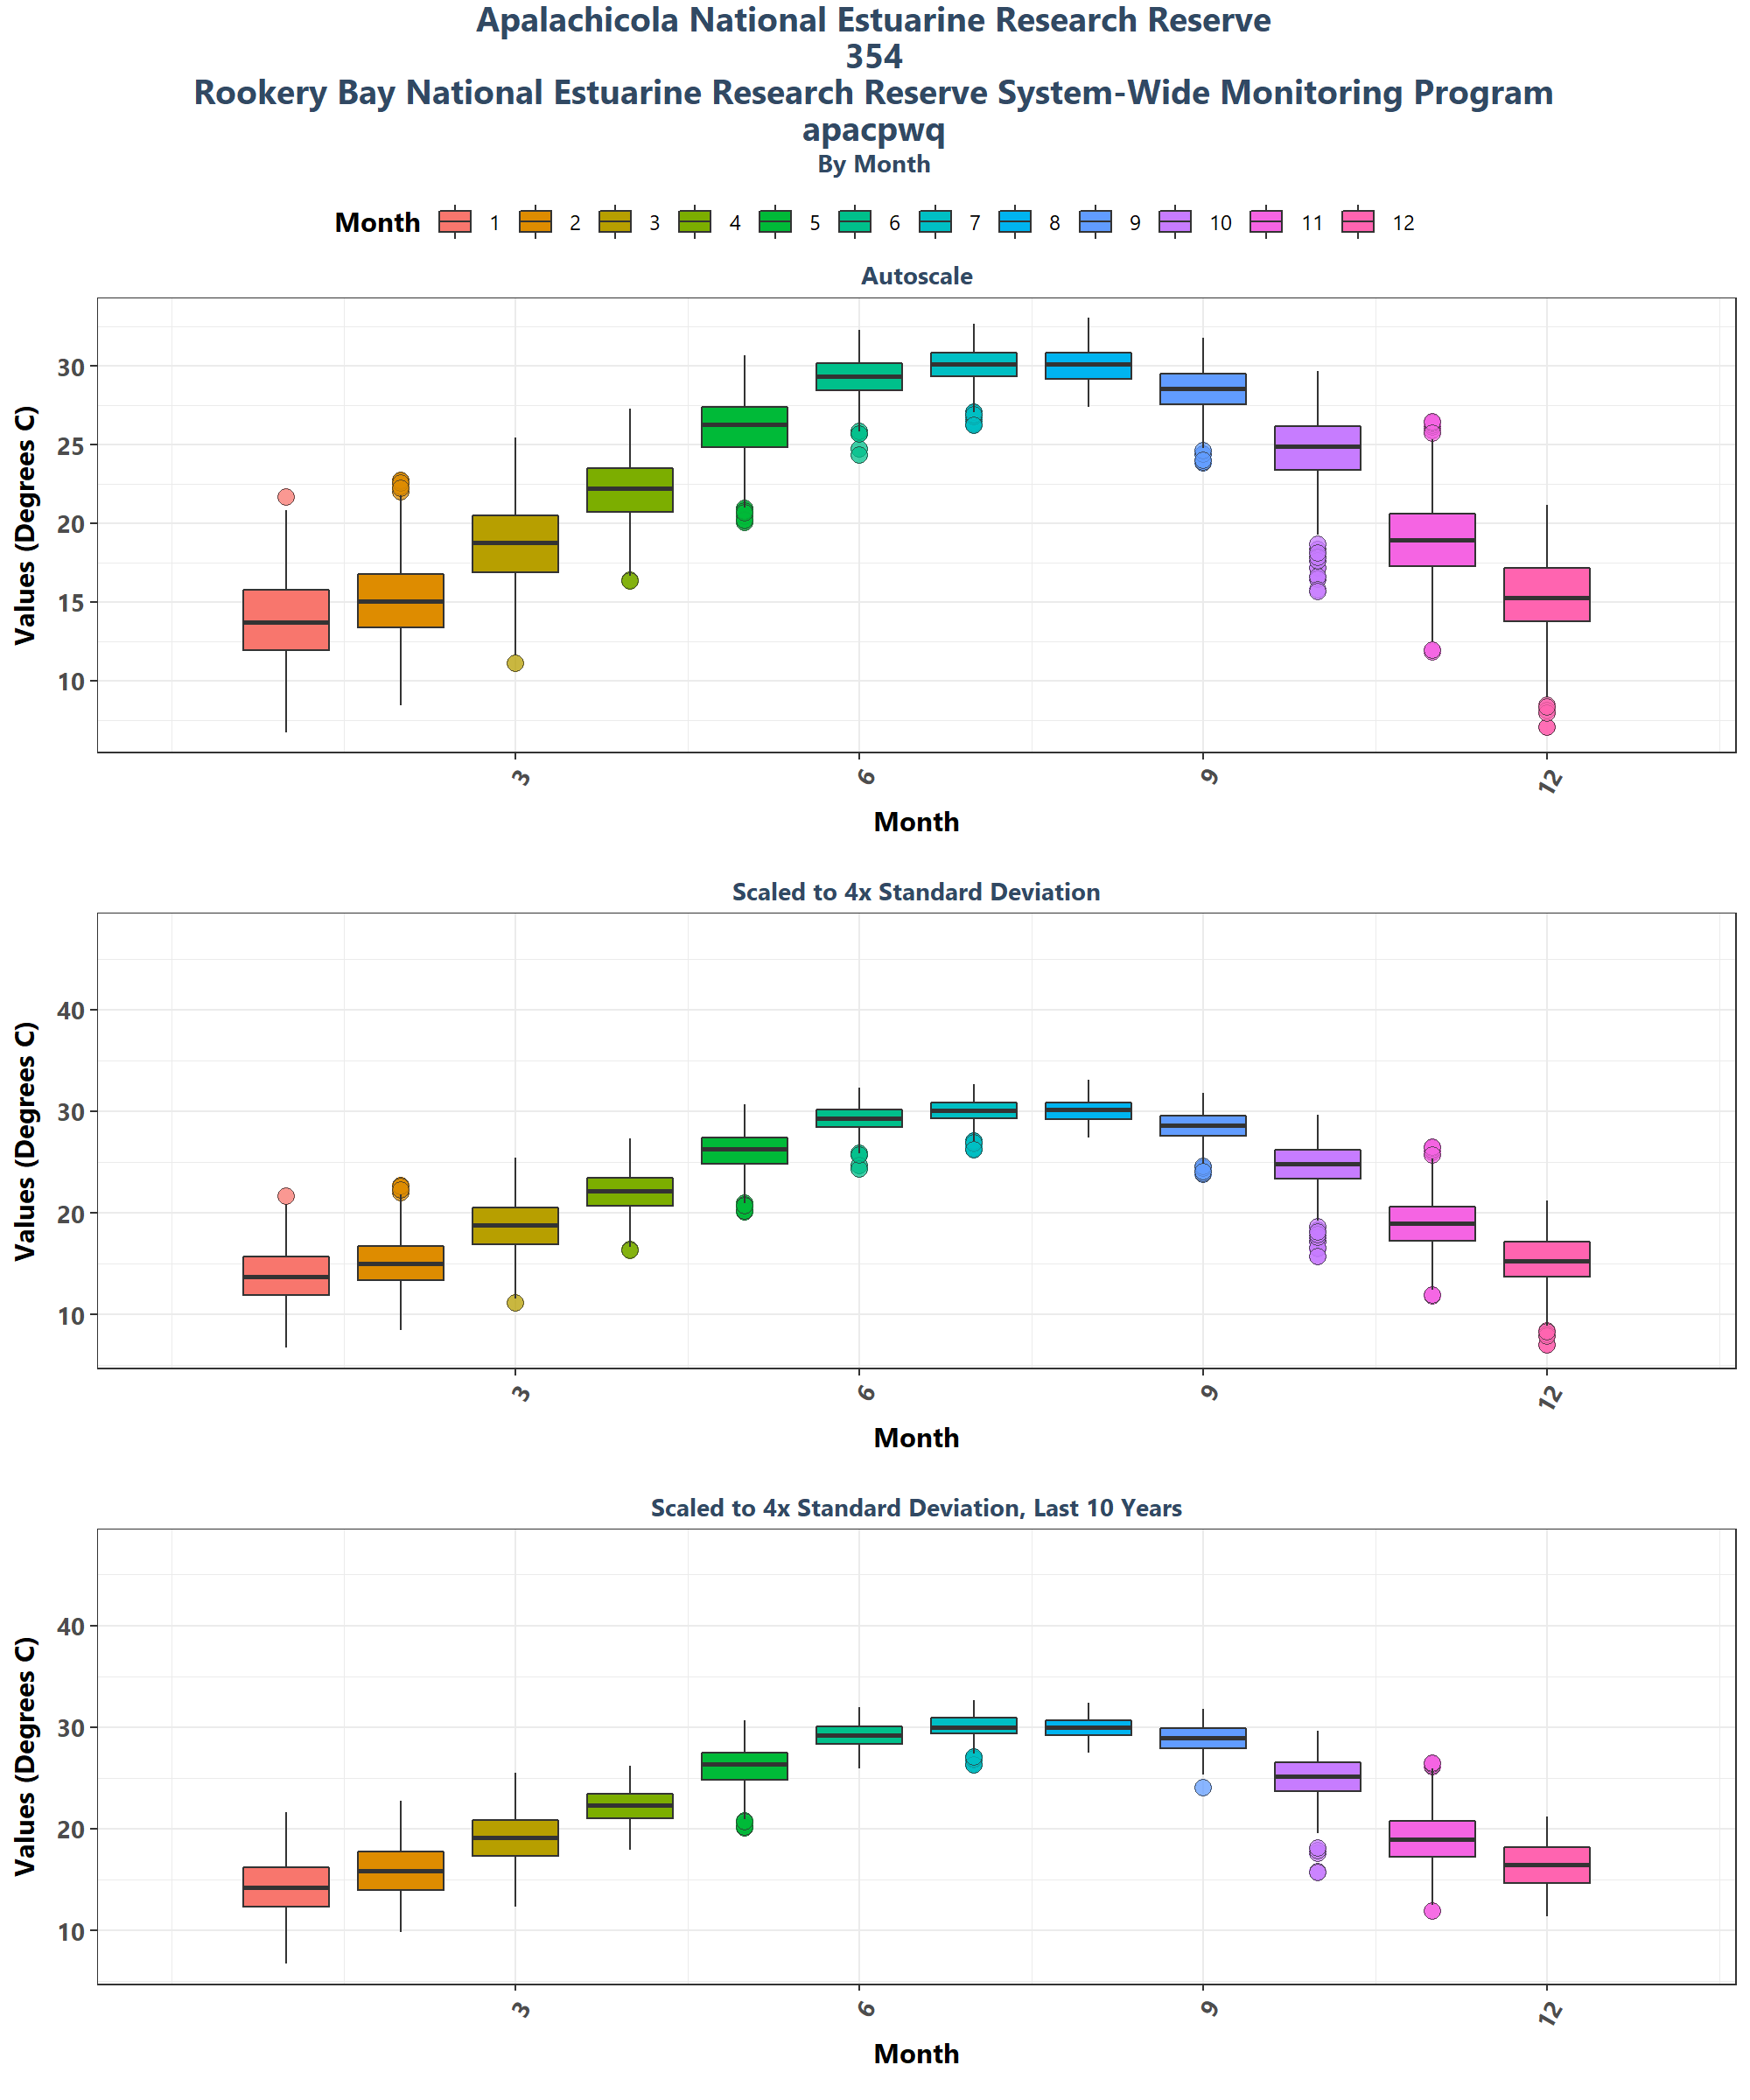 Apalachicola National Estuarine Research Reserve
354
Rookery Bay National Estuarine Research Reserve System-Wide Monitoring Program
apacpwq
By Month
Month 1 2 3 4 5 6 7 8 9 10 11 12
Autoscale
Values (Degrees C)
30
25
20
15
10
3 6 9 12
Month
Scaled to 4x Standard Deviation
Values (Degrees C)
40
30
20
10
3 6 9 12
Month
Scaled to 4x Standard Deviation, Last 10 Years
Values (Degrees C)
40
30
20
10
3 6 9 12
Month